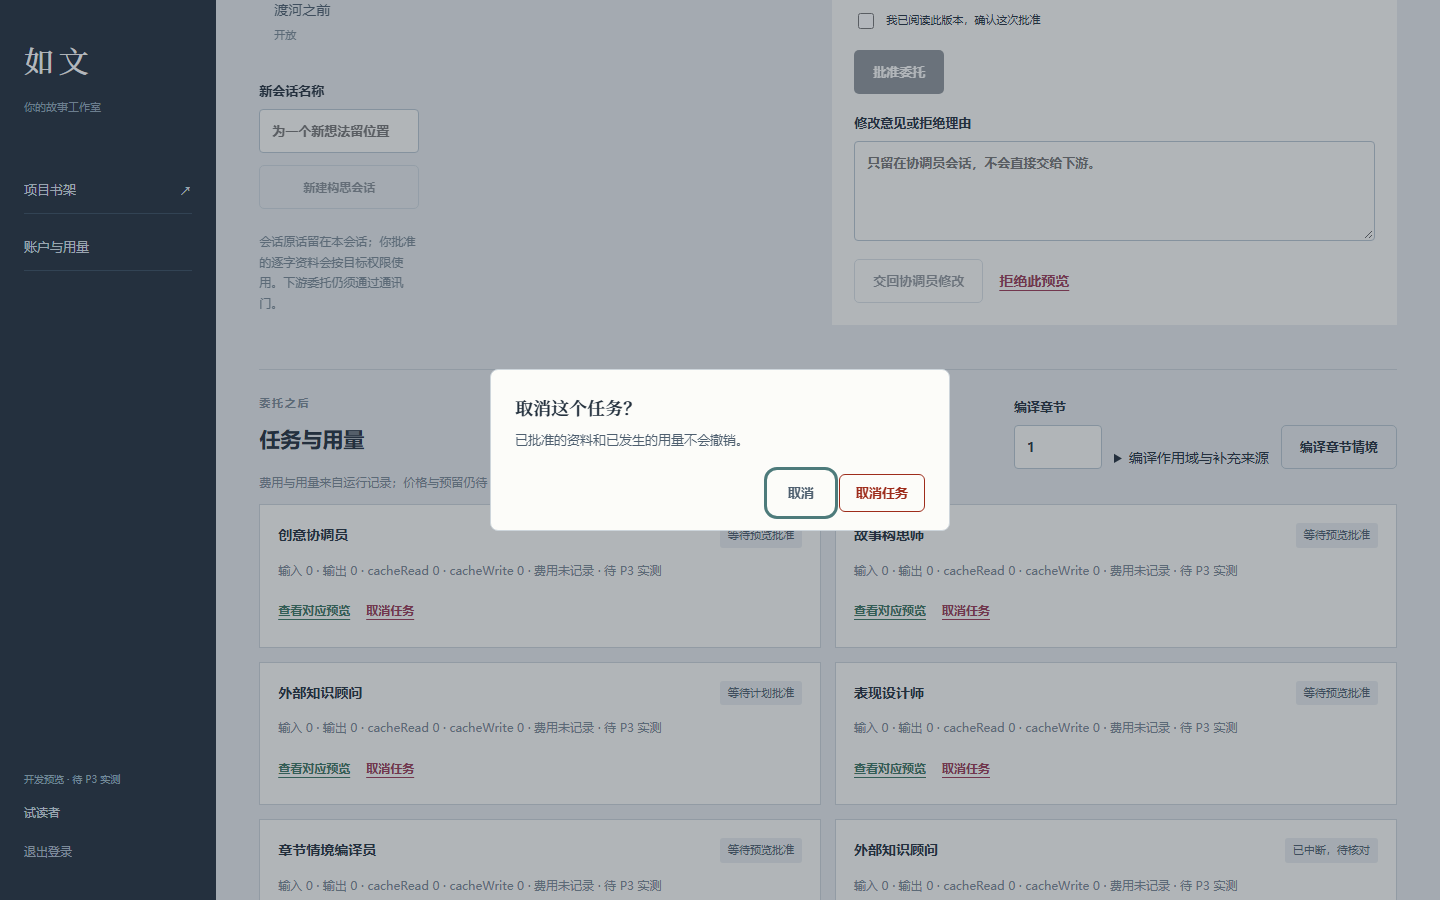 如文
你的故事工作室
项目书架 ↗
账户与用量
开发预览 · 待 P3 实测
试读者
退出登录
渡河之前
开放
新会话名称
为一个新想法留位置
新建构思会话
会话原话留在本会话；你批准
的逐字资料会按目标权限使
用。下游委托仍须通过通讯
门。
我已阅读此版本，确认这次批准
批准委托
修改意见或拒绝理由
只留在协调员会话，不会直接交给下游。
交回协调员修改
拒绝此预览
委托之后
任务与用量
费用与用量来自运行记录；价格与预留仍待
编译章节
1
▶ 编译作用域与补充来源
编译章节情境
取消这个任务？
已批准的资料和已发生的用量不会撤销。
取消
取消任务
创意协调员
等待预览批准
输入 0 · 输出 0 · cacheRead 0 · cacheWrite 0 · 费用未记录 · 待 P3 实测
查看对应预览 取消任务
故事构思师
等待预览批准
输入 0 · 输出 0 · cacheRead 0 · cacheWrite 0 · 费用未记录 · 待 P3 实测
查看对应预览 取消任务
外部知识顾问
等待计划批准
输入 0 · 输出 0 · cacheRead 0 · cacheWrite 0 · 费用未记录 · 待 P3 实测
查看对应预览 取消任务
表现设计师
等待预览批准
输入 0 · 输出 0 · cacheRead 0 · cacheWrite 0 · 费用未记录 · 待 P3 实测
查看对应预览 取消任务
章节情境编译员
等待预览批准
输入 0 · 输出 0 · cacheRead 0 · cacheWrite 0 · 费用未记录 · 待 P3 实测
外部知识顾问
已中断，待核对
输入 0 · 输出 0 · cacheRead 0 · cacheWrite 0 · 费用未记录 · 待 P3 实测